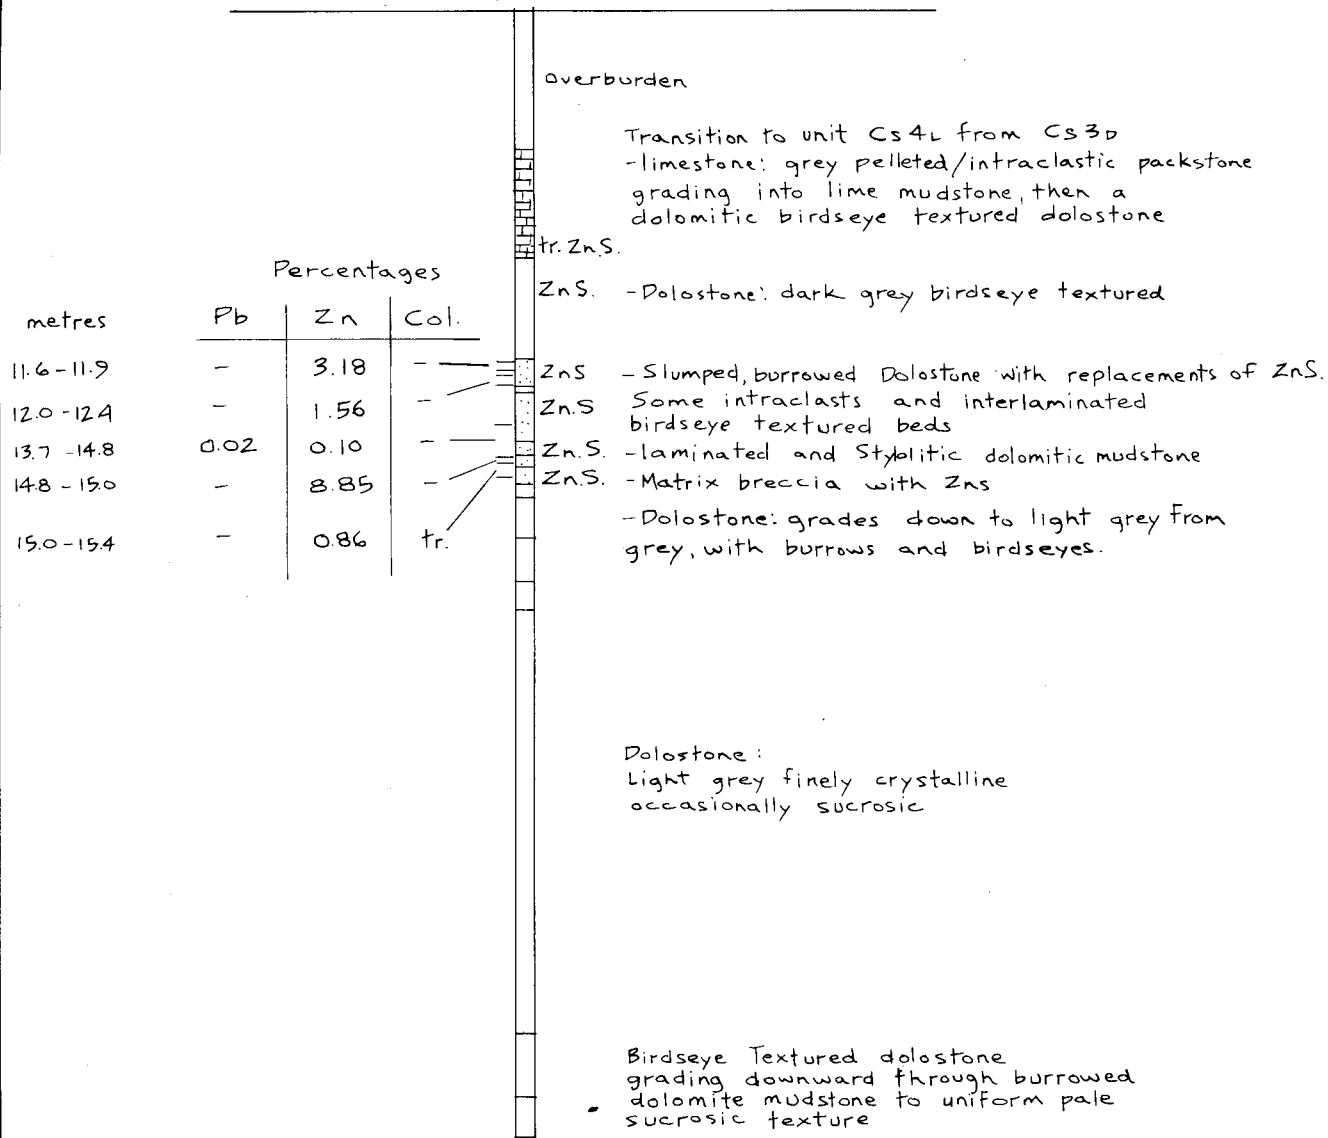 overburden
Transition to unit Cs4L from Cs3D
-limestone: grey pelleted/intraclastic packstone
grading into lime mudstone, then a
dolomitic birdseye textured dolostone
tr. ZnS.
Percentages
ZnS. -Dolostone: dark grey birdseye textured
metres Pb Zn Col.
11.6-11.9 - 3.18 -
ZnS -Slumped, burrowed Dolostone with replacements of ZnS.
12.0-12.4 - 1.56 -
Zn.S Some intraclasts and interlaminated
birdseye textured beds
13.7-14.8 0.02 0.10 -
Zn.S. -laminated and Stylolitic dolomitic mudstone
14.8-15.0 - 8.85 -
Zn.S. -Matrix breccia with Zns
-Dolostone: grades down to light grey from
15.0-15.4 - 0.86 tr.
grey, with burrows and birdseyes.
Dolostone:
Light grey finely crystalline
occasionally sucrosic
Birdseye Textured dolostone
grading downward through burrowed
dolomite mudstone to uniform pale
sucrosic texture